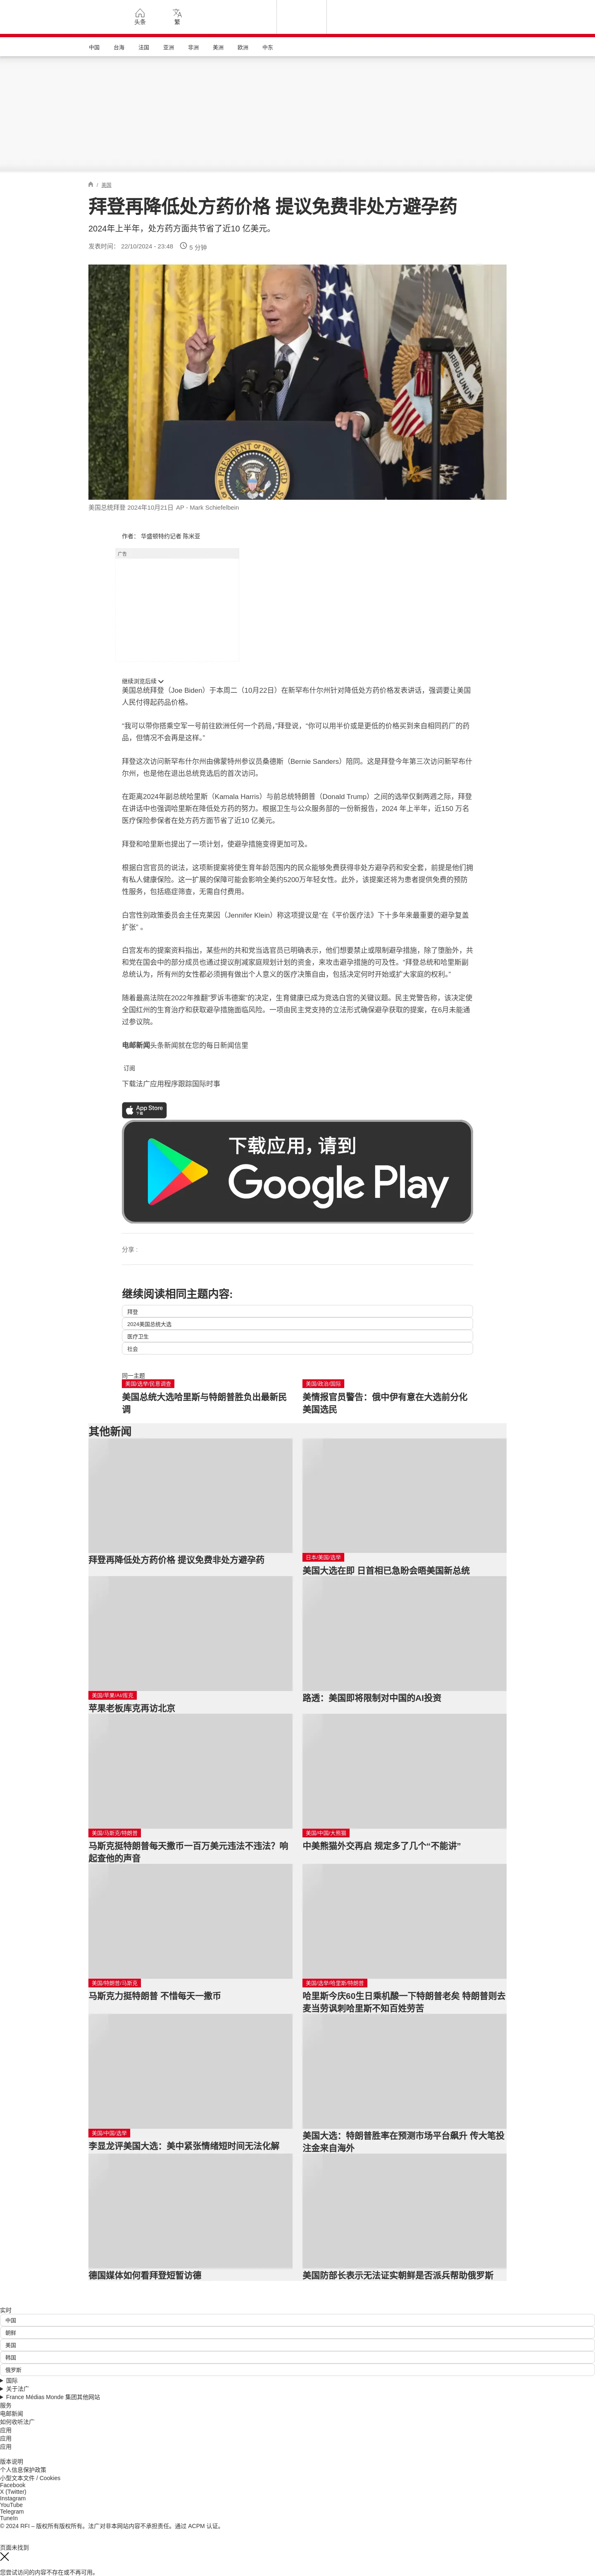 头条
繁
中国 台海 法国 亚洲 非洲 美洲 欧洲 中东
/ 美国
拜登再降低处方药价格 提议免费非处方避孕药
2024年上半年，处方药方面共节省了近10 亿美元。
发表时间： 22/10/2024 - 23:48 5 分钟
美国总统拜登 2024年10月21日 AP - Mark Schiefelbein
作者： 华盛顿特约记者 陈米亚
广告
继续浏览后续
美国总统拜登（Joe Biden）于本周二（10月22日）在新罕布什尔州针对降低处方药价格发表讲话，强调要让美国
人民付得起药品价格。
“我可以带你搭乘空军一号前往欧洲任何一个药局，”拜登说，“你可以用半价或是更低的价格买到来自相同药厂的药
品，但情况不会再是这样。”
拜登这次访问新罕布什尔州由佛蒙特州参议员桑德斯（Bernie Sanders）陪同。这是拜登今年第三次访问新罕布什
尔州，也是他在退出总统竞选后的首次访问。
在距离2024年副总统哈里斯（Kamala Harris）与前总统特朗普（Donald Trump）之间的选举仅剩两週之际，拜登
在讲话中也强调哈里斯在降低处方药的努力。根据卫生与公众服务部的一份新报告，2024 年上半年，近150 万名
医疗保险参保者在处方药方面节省了近10 亿美元。
拜登和哈里斯也提出了一项计划，使避孕措施变得更加可及。
根据白宫官员的说法，这项新提案将使生育年龄范围内的民众能够免费获得非处方避孕药和安全套，前提是他们拥
有私人健康保险。这一扩展的保障可能会影响全美约5200万年轻女性。此外，该提案还将为患者提供免费的预防
性服务，包括癌症筛查，无需自付费用。
白宫性别政策委员会主任克莱因（Jennifer Klein）称这项提议是“在《平价医疗法》下十多年来最重要的避孕复盖
扩张” 。
白宫发布的提案资料指出，某些州的共和党当选官员已明确表示，他们想要禁止或限制避孕措施，除了堕胎外，共
和党在国会中的部分成员也通过提议削减家庭规划计划的资金，来攻击避孕措施的可及性。“拜登总统和哈里斯副
总统认为，所有州的女性都必须拥有做出个人意义的医疗决策自由，包括决定何时开始或扩大家庭的权利。”
随着最高法院在2022年推翻“罗诉韦德案”的决定，生育健康已成为竞选白宫的关键议题。民主党警告称，该决定使
全国红州的生育治疗和获取避孕措施面临风险。一项由民主党支持的立法形式确保避孕获取的提案，在6月未能通
过参议院。
电邮新闻头条新闻就在您的每日新闻信里
订阅
下载法广应用程序跟踪国际时事
App Store
下载
下载应用，请到
Google Play
分享 :
继续阅读相同主题内容:
拜登
2024美国总统大选
医疗卫生
社会
同一主题
美国/选举/民意调查
美国总统大选哈里斯与特朗普胜负出最新民
调
美国/政治/国际
美情报官员警告：俄中伊有意在大选前分化
美国选民
其他新闻
拜登再降低处方药价格 提议免费非处方避孕药
日本/美国/选举
美国大选在即 日首相已急盼会晤美国新总统
美国/苹果/AI/库克
苹果老板库克再访北京
路透：美国即将限制对中国的AI投资
美国/马斯克/特朗普
马斯克挺特朗普每天撒币一百万美元违法不违法？响
起查他的声音
美国/中国/大熊猫
中美熊猫外交再启 规定多了几个“不能讲”
美国/特朗普/马斯克
马斯克力挺特朗普 不惜每天一撒币
美国/选举/哈里斯/特朗普
哈里斯今庆60生日乘机酸一下特朗普老矣 特朗普则去
麦当劳讽刺哈里斯不知百姓劳苦
美国/中国/选举
李显龙评美国大选：美中紧张情绪短时间无法化解
美国大选：特朗普胜率在预测市场平台飙升 传大笔投
注金来自海外
德国媒体如何看拜登短暂访德
美国防部长表示无法证实朝鲜是否派兵帮助俄罗斯
实时
中国
朝鲜
美国
韩国
俄罗斯
国际
关于法广
France Médias Monde 集团其他网站
服务
电邮新闻
如何收听法广
应用
应用
应用
版本说明
个人信息保护政策
小型文本文件 / Cookies
Facebook
X (Twitter)
Instagram
YouTube
Telegram
TuneIn
© 2024 RFI – 版权所有版权所有。法广对非本网站内容不承担责任。通过 ACPM 认证。
页面未找到
您尝试访问的内容不存在或不再可用。